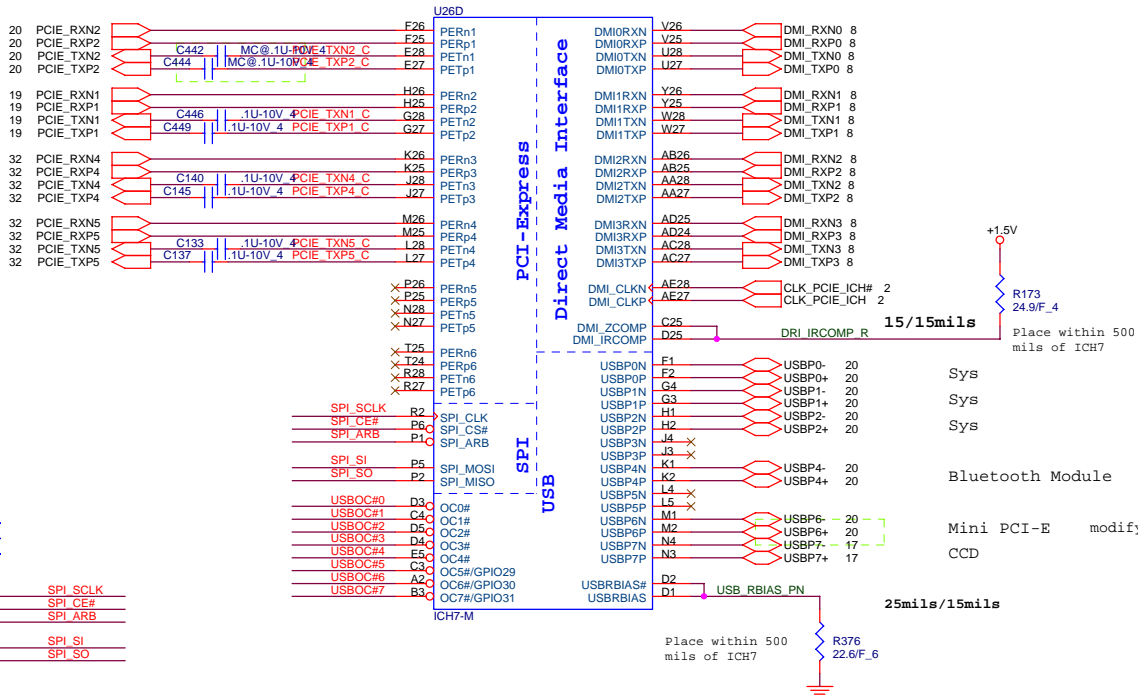 U26D
20 PCIE_RXN2 F26 PERn1 DMI0RXN V26 DMI_RXN0 8
20 PCIE_RXP2 F25 PERp1 DMI0RXP V25 DMI_RXP0 8
20 PCIE_TXN2 C442 MC@.1U-10V_4 PCIE_TXN2_C E28 PETn1 DMI0TXN U28 DMI_TXN0 8
20 PCIE_TXP2 C444 MC@.1U-10V_4 PCIE_TXP2_C E27 PETp1 DMI0TXP U27 DMI_TXP0 8
19 PCIE_RXN1 H26 PERn2 DMI1RXN Y26 DMI_RXN1 8
19 PCIE_RXP1 H25 PERp2 DMI1RXP Y25 DMI_RXP1 8
19 PCIE_TXN1 C446 .1U-10V_4 PCIE_TXN1_C G28 PETn2 DMI1TXN W28 DMI_TXN1 8
19 PCIE_TXP1 C449 .1U-10V_4 PCIE_TXP1_C G27 PETp2 DMI1TXP W27 DMI_TXP1 8
32 PCIE_RXN4 K26 PERn3 DMI2RXN AB26 DMI_RXN2 8
32 PCIE_RXP4 K25 PERp3 DMI2RXP AB25 DMI_RXP2 8
32 PCIE_TXN4 C140 .1U-10V_4 PCIE_TXN4_C J28 PETn3 DMI2TXN AA28 DMI_TXN2 8
32 PCIE_TXP4 C145 .1U-10V_4 PCIE_TXP4_C J27 PETp3 DMI2TXP AA27 DMI_TXP2 8
32 PCIE_RXN5 M26 PERn4 DMI3RXN AD25 DMI_RXN3 8
32 PCIE_RXP5 M25 PERp4 DMI3RXP AD24 DMI_RXP3 8
32 PCIE_TXN5 C133 .1U-10V_4 PCIE_TXN5_C L28 PETn4 DMI3TXN AC28 DMI_TXN3 8
32 PCIE_TXP5 C137 .1U-10V_4 PCIE_TXP5_C L27 PETp4 DMI3TXP AC27 DMI_TXP3 8
PCI-Express
Direct Media Interface
+1.5V
P26 PERn5 DMI_CLKN AE28 CLK_PCIE_ICH# 2
P25 PERp5 DMI_CLKP AE27 CLK_PCIE_ICH 2
R173
24.9/F_4
N28 PETn5
N27 PETp5 DMI_ZCOMP C25
15/15mils
DMI_IRCOMP D25 DRI_IRCOMP_R
Place within 500
mils of ICH7
T25 PERn6
T24 PERp6 USBP0N F1 USBP0- 20
R28 PETn6 USBP0P F2 USBP0+ 20 Sys
R27 PETp6 USBP1N G4 USBP1- 20
USBP1P G3 USBP1+ 20 Sys
SPI_SCLK R2 SPI_CLK USBP2N H1 USBP2- 20
SPI_CE# P6 SPI_CS# USBP2P H2 USBP2+ 20 Sys
SPI_ARB P1 SPI_ARB USBP3N J4
USBP3P J3
SPI_SI P5 SPI_MOSI USBP4N K1 USBP4- 20
SPI_SO P2 SPI_MISO USBP4P K2 USBP4+ 20 Bluetooth Module
SPI
USB
USBP5N L4
USBOC#0 D3 OC0# USBP5P L5
USBOC#1 C4 OC1# USBP6N M1 USBP6- 20
USBOC#2 D5 OC2# USBP6P M2 USBP6+ 20 Mini PCI-E modify
USBOC#3 D4 OC3# USBP7N N4 USBP7- 17
USBOC#4 E5 OC4# USBP7P N3 USBP7+ 17 CCD
USBOC#5 C3 OC5#/GPIO29
USBOC#6 A2 OC6#/GPIO30 USBRBIAS# D2
USBOC#7 B3 OC7#/GPIO31 USBRBIAS D1 USB_RBIAS_PN
25mils/15mils
ICH7-M
SPI_SCLK
SPI_CE#
SPI_ARB
SPI_SI
SPI_SO
Place within 500
mils of ICH7
R376
22.6/F_6